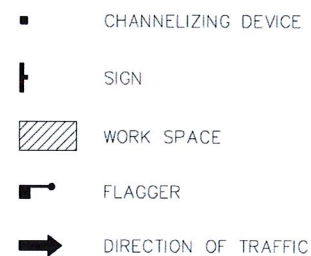 CHANNELIZING DEVICE
SIGN
WORK SPACE
FLAGGER
DIRECTION OF TRAFFIC